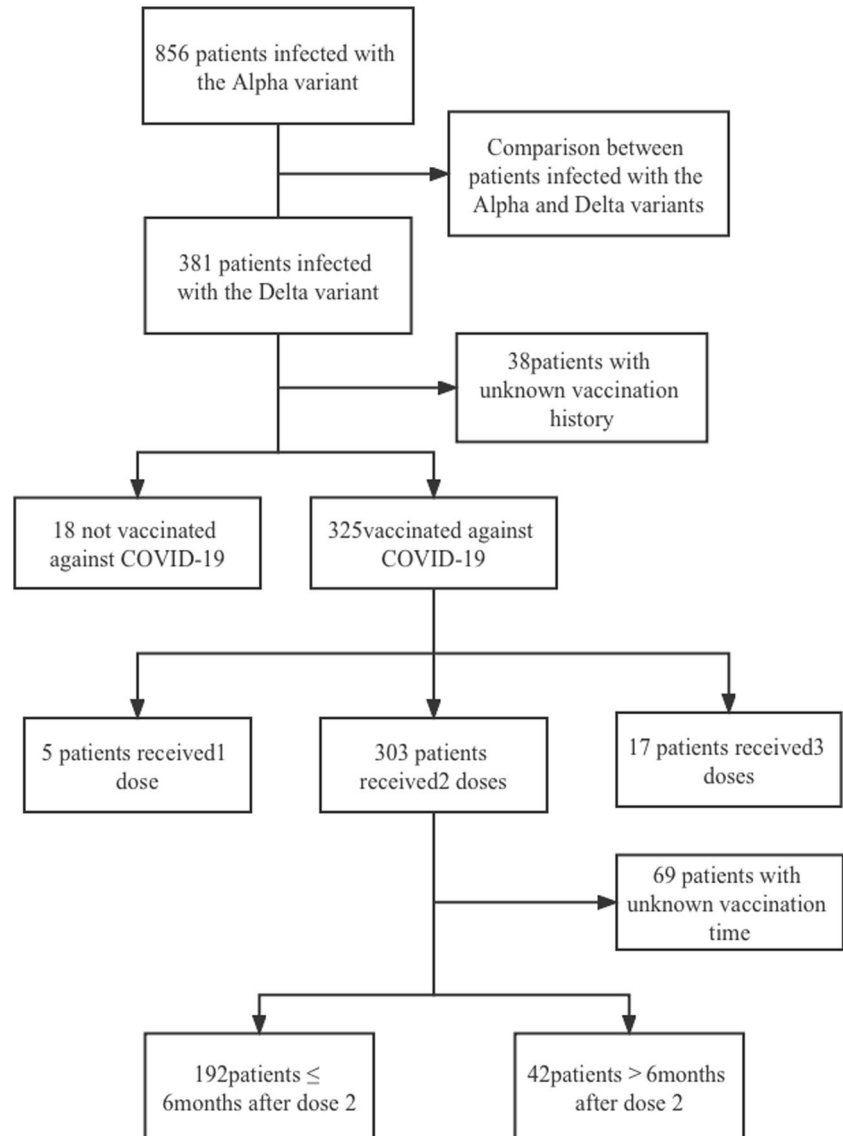 856 patients infected with
the Alpha variant
Comparison between
patients infected with the
Alpha and Delta variants
381 patients infected
with the Delta variant
38patients with
unknown vaccination
history
18 not vaccinated
against COVID-19
325vaccinated against
COVID-19
5 patients received1
dose
303 patients
received2 doses
17 patients received3
doses
69 patients with
unknown vaccination
time
192patients ≤
6months after dose 2
42patients > 6months
after dose 2